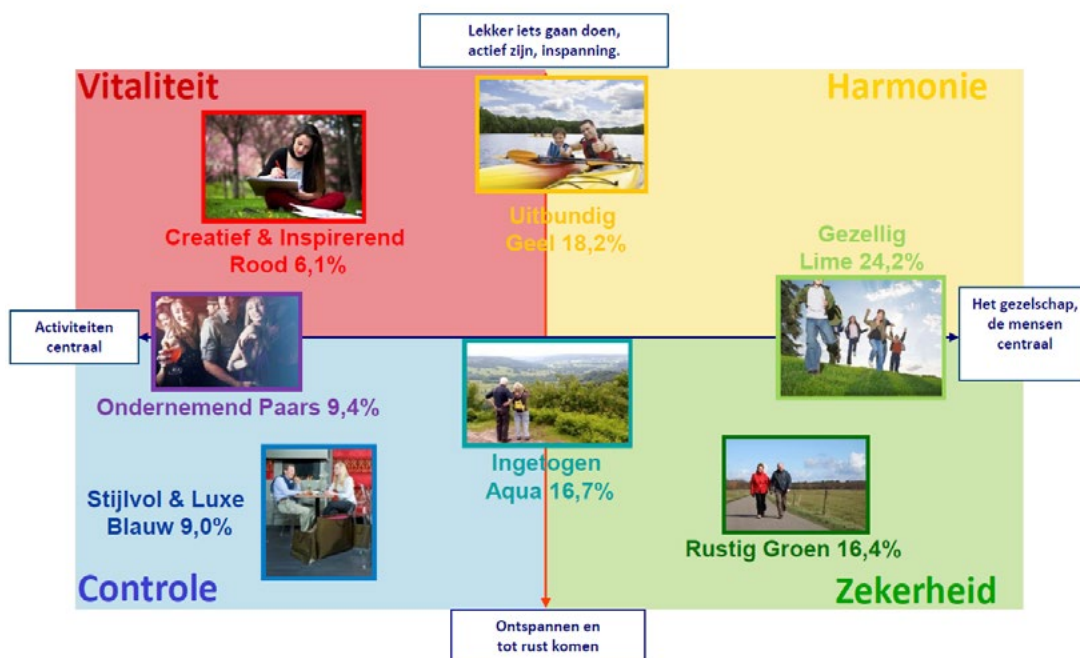 Lekker iets gaan doen,
actief zijn, inspanning.
Vitaliteit
Harmonie
Creatief & Inspirerend
Rood 6,1%
Uitbundig
Geel 18,2%
Gezellig
Lime 24,2%
Activiteiten
centraal
Het gezelschap,
de mensen
centraal
Ondernemend Paars 9,4%
Ingetogen
Aqua 16,7%
Stijlvol & Luxe
Blauw 9,0%
Rustig Groen 16,4%
Controle
Zekerheid
Ontspannen en
tot rust komen